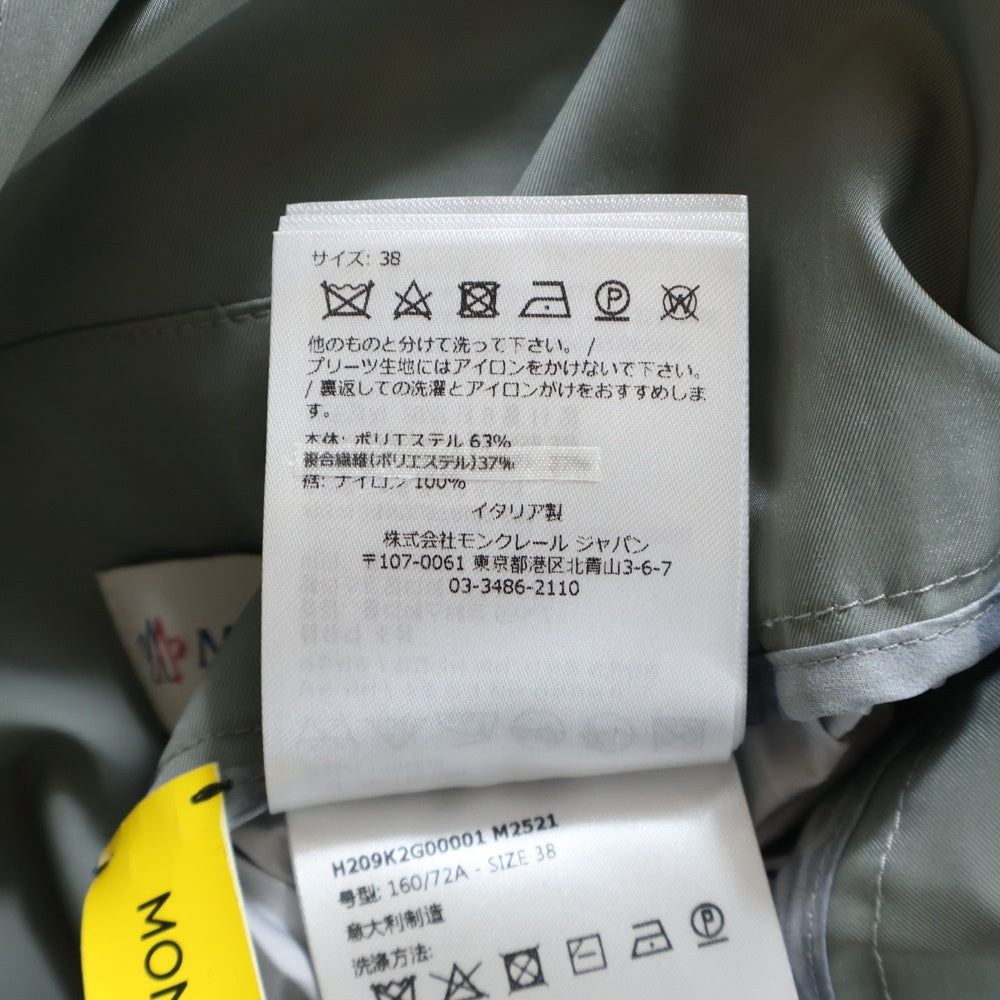 サイズ: 38
他のものと分けて洗って下さい。 /
プリーツ生地にはアイロンをかけないで下さい。
/ 裏返しての洗濯とアイロンがけをおすすめしま
す。
本体: ポリエステル 63%
複合繊維(ポリエステル)37%
ナイロン 100%
イタリア製
株式会社モンクレール ジャパン
〒107-0061 東京都港区北青山3-6-7
03-3486-2110
H209K2G00001 M2521
号型: 160/72A - SIZE 38
意大利制造
洗涤方法:
M
MON